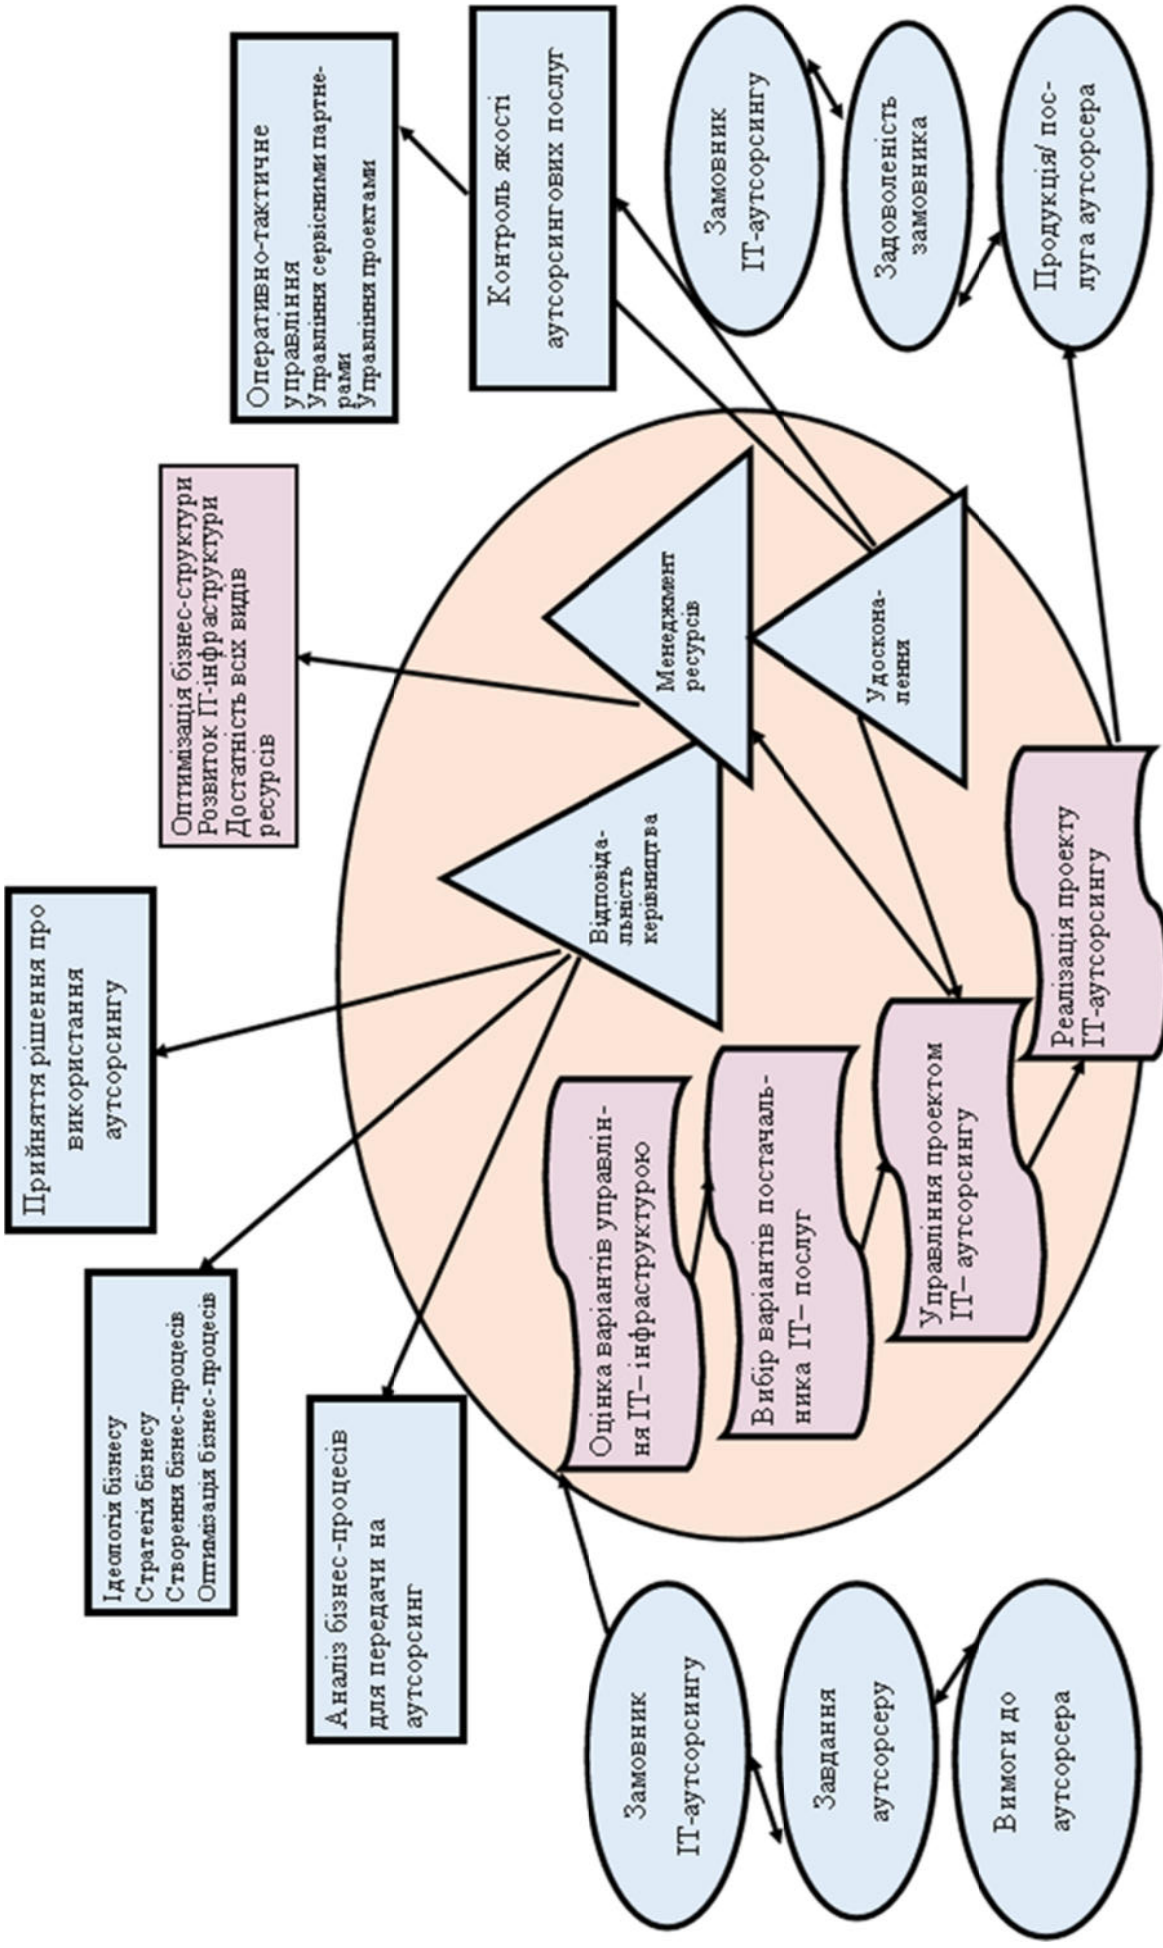 Прийняття рішення про
використання
аутсорсингу
Ідеологія бізнесу
Стратегія бізнесу
Створення бізнес-процесів
Оптимізація бізнес-процесів
Аналіз бізнес-процесів
для передачи на
аутсорсинг
Оптимізація бізнес-структури
Розвиток ІТ-інфраструктури
Достатність всіх видів
ресурсів
Оперативно-тактичне
управління
Управління сервісними партне-
рами
Управління проектами
Контроль якості
аутсорсингових послуг
Відповіда-
льність
керівництва
Менеджмент
ресурсів
Удоскона-
лення
Оцінка варіантів управлін-
ня ІТ– інфраструктурою
Вибір варіантів постачаль-
ника ІТ– послуг
Управління проектом
ІТ– аутсорсингу
Реалізація проекту
ІТ-аутсорсингу
Замовник
ІТ-аутсорсингу
Завдання
аутсорсеру
Вимоги до
аутсорсера
Замовник
ІТ-аутсорсингу
Задоволеність
замовника
Продукція/ пос-
луга аутсорсера